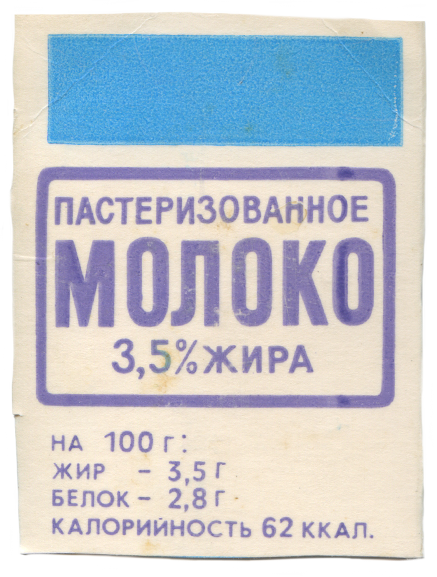 ПАСТЕРИЗОВАННОЕ
МОЛОКО
3,5% ЖИРА
НА 100 Г:
ЖИР - 3,5 Г
БЕЛОК - 2,8 Г
КАЛОРИЙНОСТЬ 62 ККАЛ.